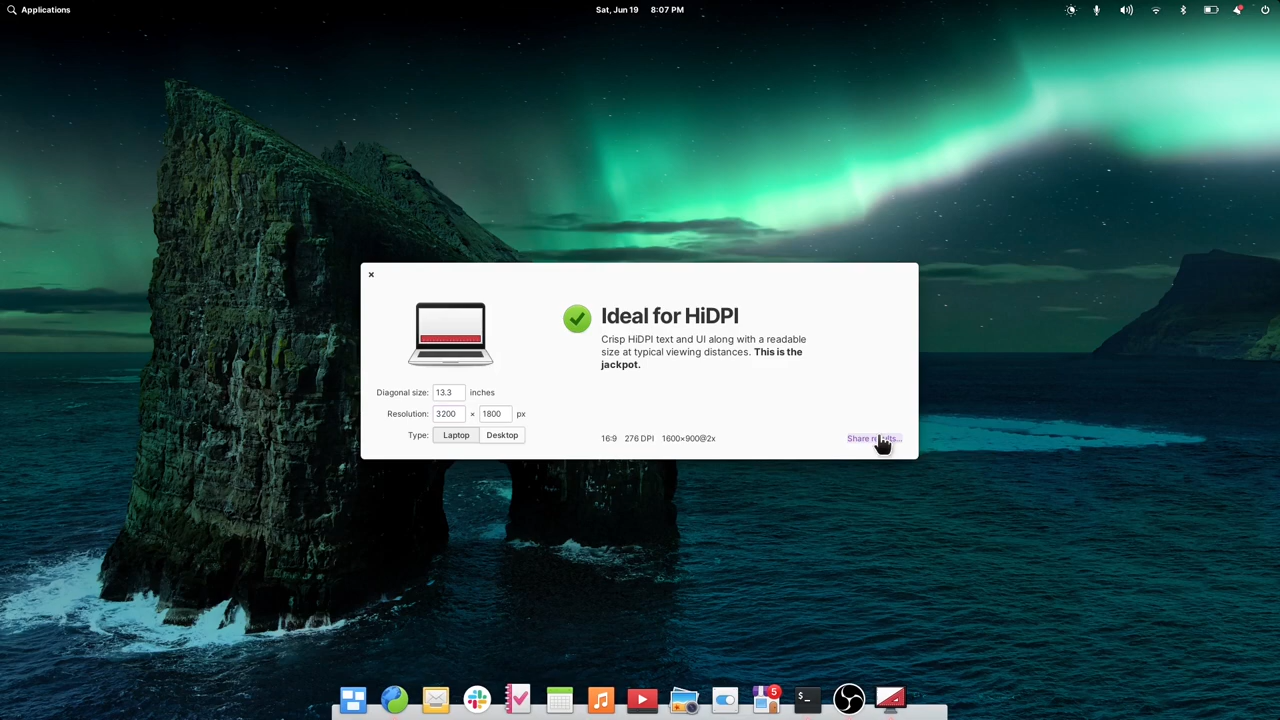 Applications
Sat, Jun 19 8:07 PM
Ideal for HiDPI
Crisp HiDPI text and UI along with a readable
size at typical viewing distances. This is the
jackpot.
Diagonal size: 13.3 inches
Resolution: 3200 × 1800 px
Type: Laptop Desktop
16:9 276 DPI 1600×900@2x
Share
5